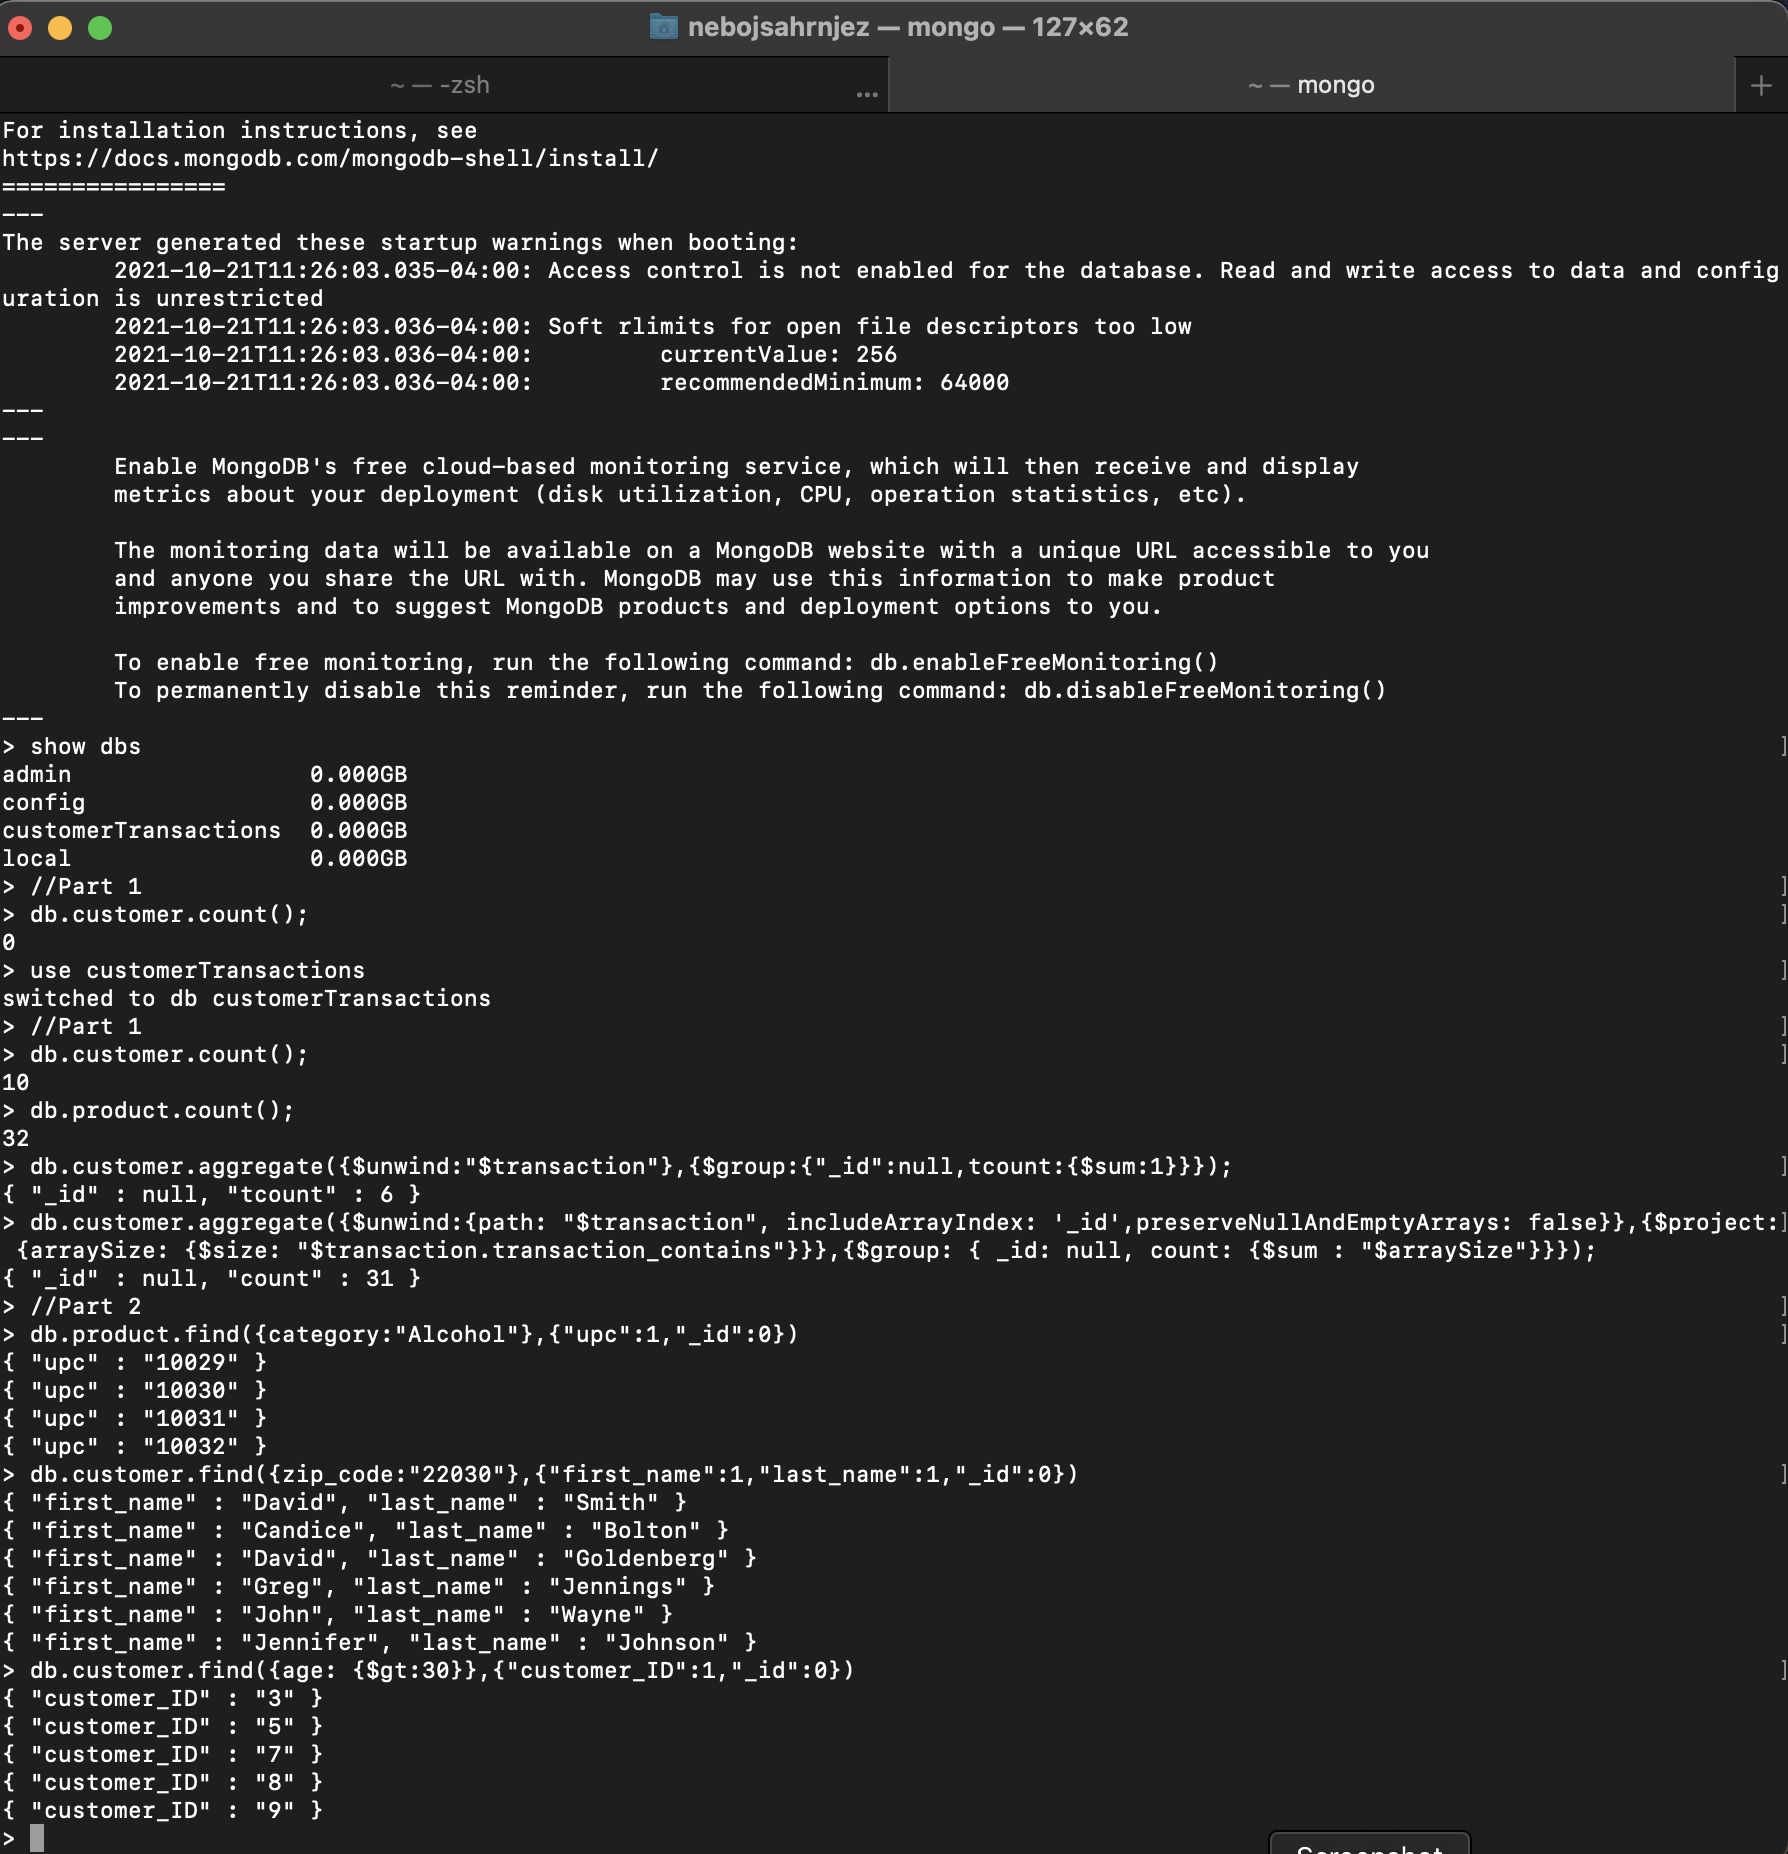 nebojsahrnjez — mongo — 127×62
~ — -zsh ... ~ — mongo +
For installation instructions, see
https://docs.mongodb.com/mongodb-shell/install/
================
---
The server generated these startup warnings when booting:
        2021-10-21T11:26:03.035-04:00: Access control is not enabled for the database. Read and write access to data and config
uration is unrestricted
        2021-10-21T11:26:03.036-04:00: Soft rlimits for open file descriptors too low
        2021-10-21T11:26:03.036-04:00:         currentValue: 256
        2021-10-21T11:26:03.036-04:00:         recommendedMinimum: 64000
---
---
        Enable MongoDB's free cloud-based monitoring service, which will then receive and display
        metrics about your deployment (disk utilization, CPU, operation statistics, etc).

        The monitoring data will be available on a MongoDB website with a unique URL accessible to you
        and anyone you share the URL with. MongoDB may use this information to make product
        improvements and to suggest MongoDB products and deployment options to you.

        To enable free monitoring, run the following command: db.enableFreeMonitoring()
        To permanently disable this reminder, run the following command: db.disableFreeMonitoring()
---
> show dbs
admin                 0.000GB
config                0.000GB
customerTransactions  0.000GB
local                 0.000GB
> //Part 1
> db.customer.count();
0
> use customerTransactions
switched to db customerTransactions
> //Part 1
> db.customer.count();
10
> db.product.count();
32
> db.customer.aggregate({$unwind:"$transaction"},{$group:{"_id":null,tcount:{$sum:1}}});
{ "_id" : null, "tcount" : 6 }
> db.customer.aggregate({$unwind:{path: "$transaction", includeArrayIndex: '_id',preserveNullAndEmptyArrays: false}},{$project:
 {arraySize: {$size: "$transaction.transaction_contains"}}},{$group: { _id: null, count: {$sum : "$arraySize"}}});
{ "_id" : null, "count" : 31 }
> //Part 2
> db.product.find({category:"Alcohol"},{"upc":1,"_id":0})
{ "upc" : "10029" }
{ "upc" : "10030" }
{ "upc" : "10031" }
{ "upc" : "10032" }
> db.customer.find({zip_code:"22030"},{"first_name":1,"last_name":1,"_id":0})
{ "first_name" : "David", "last_name" : "Smith" }
{ "first_name" : "Candice", "last_name" : "Bolton" }
{ "first_name" : "David", "last_name" : "Goldenberg" }
{ "first_name" : "Greg", "last_name" : "Jennings" }
{ "first_name" : "John", "last_name" : "Wayne" }
{ "first_name" : "Jennifer", "last_name" : "Johnson" }
> db.customer.find({age: {$gt:30}},{"customer_ID":1,"_id":0})
{ "customer_ID" : "3" }
{ "customer_ID" : "5" }
{ "customer_ID" : "7" }
{ "customer_ID" : "8" }
{ "customer_ID" : "9" }
>
Screenshot